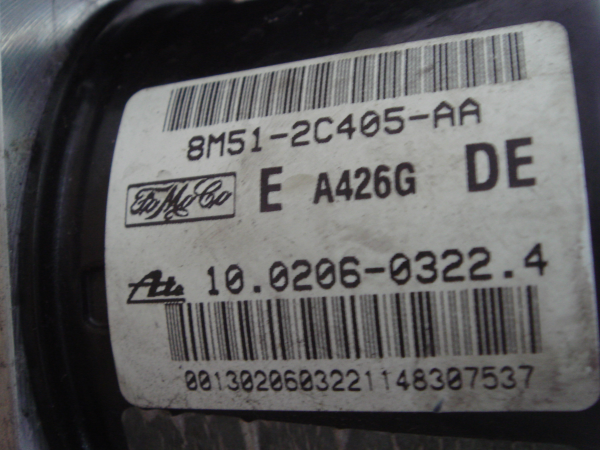 8M51-2C405-AA
FoMoCo E A426G DE
Ate 10.0206-0322.4
0013020603221148307537